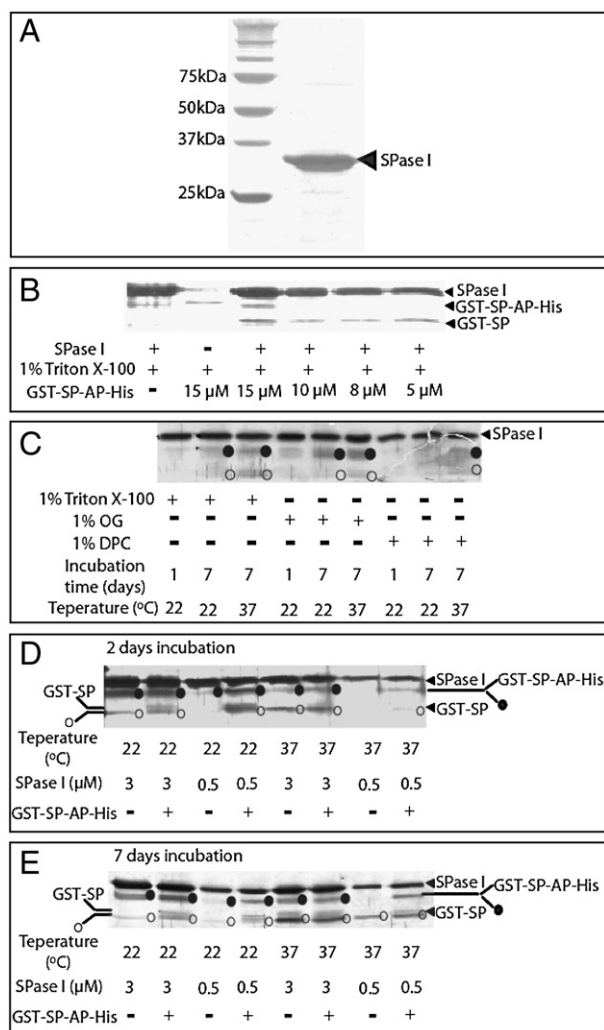 A
75kDa
50kDa
37kDa
25kDa
SPase I
B
SPase I
GST-SP-AP-His
GST-SP
SPase I + - + + + +
1% Triton X-100 + + + + + +
GST-SP-AP-His - 15 µM 15 µM 10 µM 8 µM 5 µM
C
SPase I
1% Triton X-100 + + + - - - - - -
1% OG - - - + + + - - -
1% DPC - - - - - - + + +
Incubation
time (days) 1 7 7 1 7 7 1 7 7
Teperature (ºC) 22 22 37 22 22 37 22 22 37
D 2 days incubation
SPase I GST-SP-AP-His
GST-SP
GST-SP
Teperature
(ºC) 22 22 22 22 37 37 37 37
SPase I (µM) 3 3 0.5 0.5 3 3 0.5 0.5
GST-SP-AP-His - + - + - + - +
E 7 days incubation
SPase I GST-SP-AP-His
GST-SP
GST-SP
Teperature
(ºC) 22 22 22 22 37 37 37 37
SPase I (µM) 3 3 0.5 0.5 3 3 0.5 0.5
GST-SP-AP-His - + - + - + - +